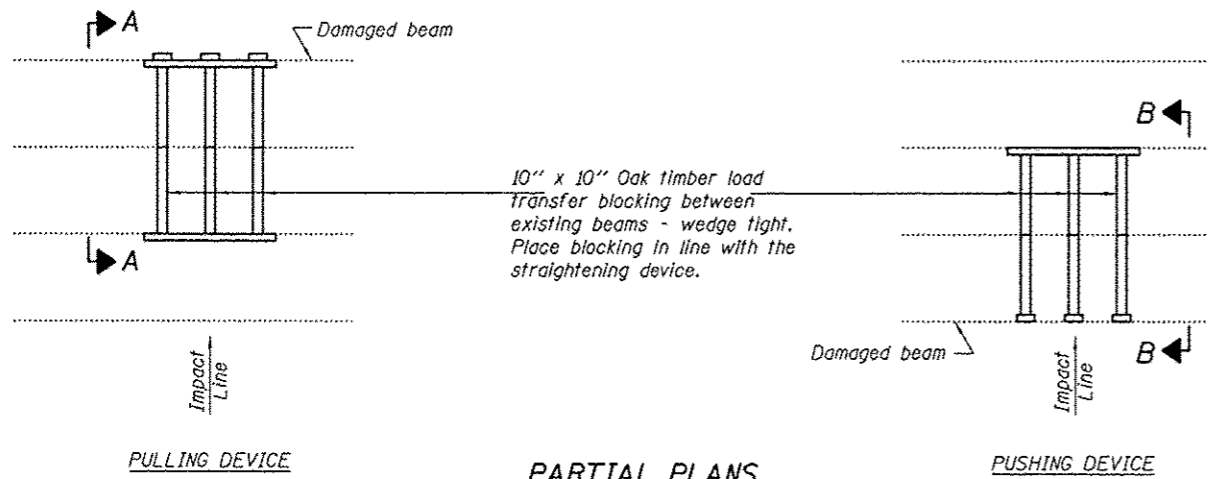 A
Damaged beam
B
10" x 10" Oak timber load
transfer blocking between
existing beams - wedge tight.
Place blocking in line with the
straightening device.
A
Damaged beam
B
Impact
Line
Impact
Line
PULLING DEVICE
PARTIAL PLANS
PUSHING DEVICE